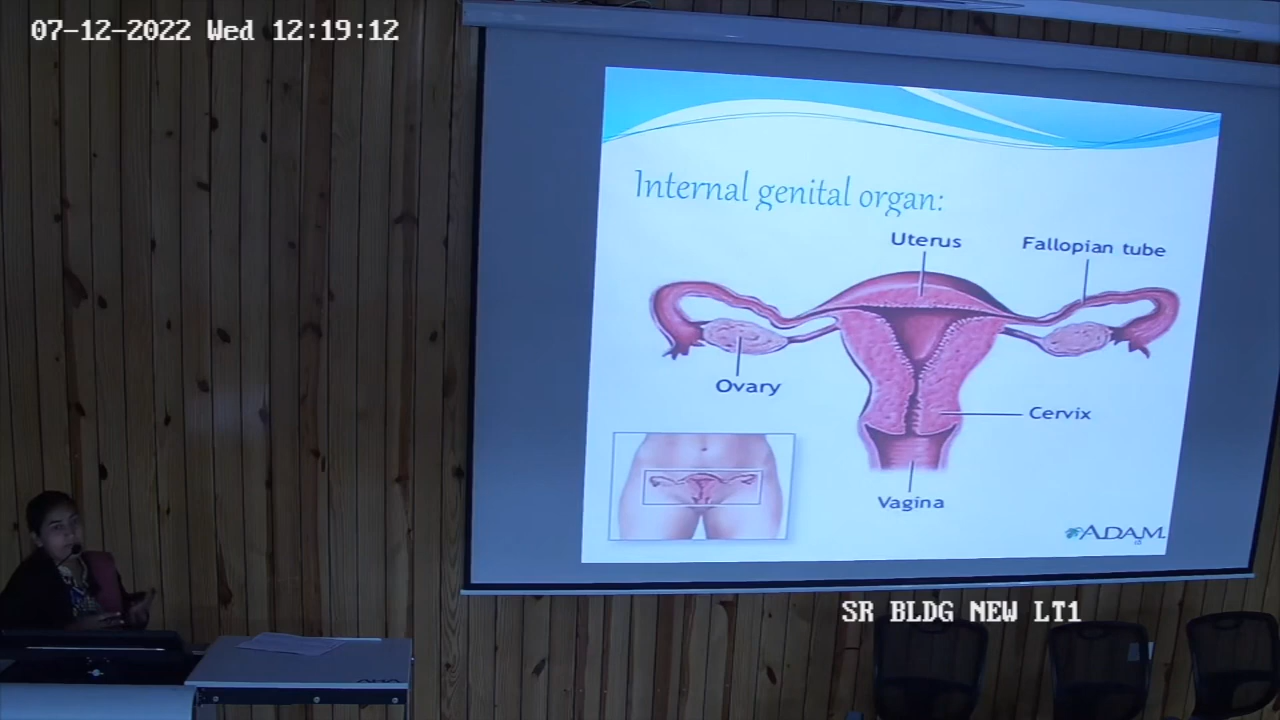 07-12-2022 Wed 12:19:12
Internal genital organ:
Uterus
Fallopian tube
Ovary
Cervix
Vagina
ADAM.
SR BLDG NEW LT1